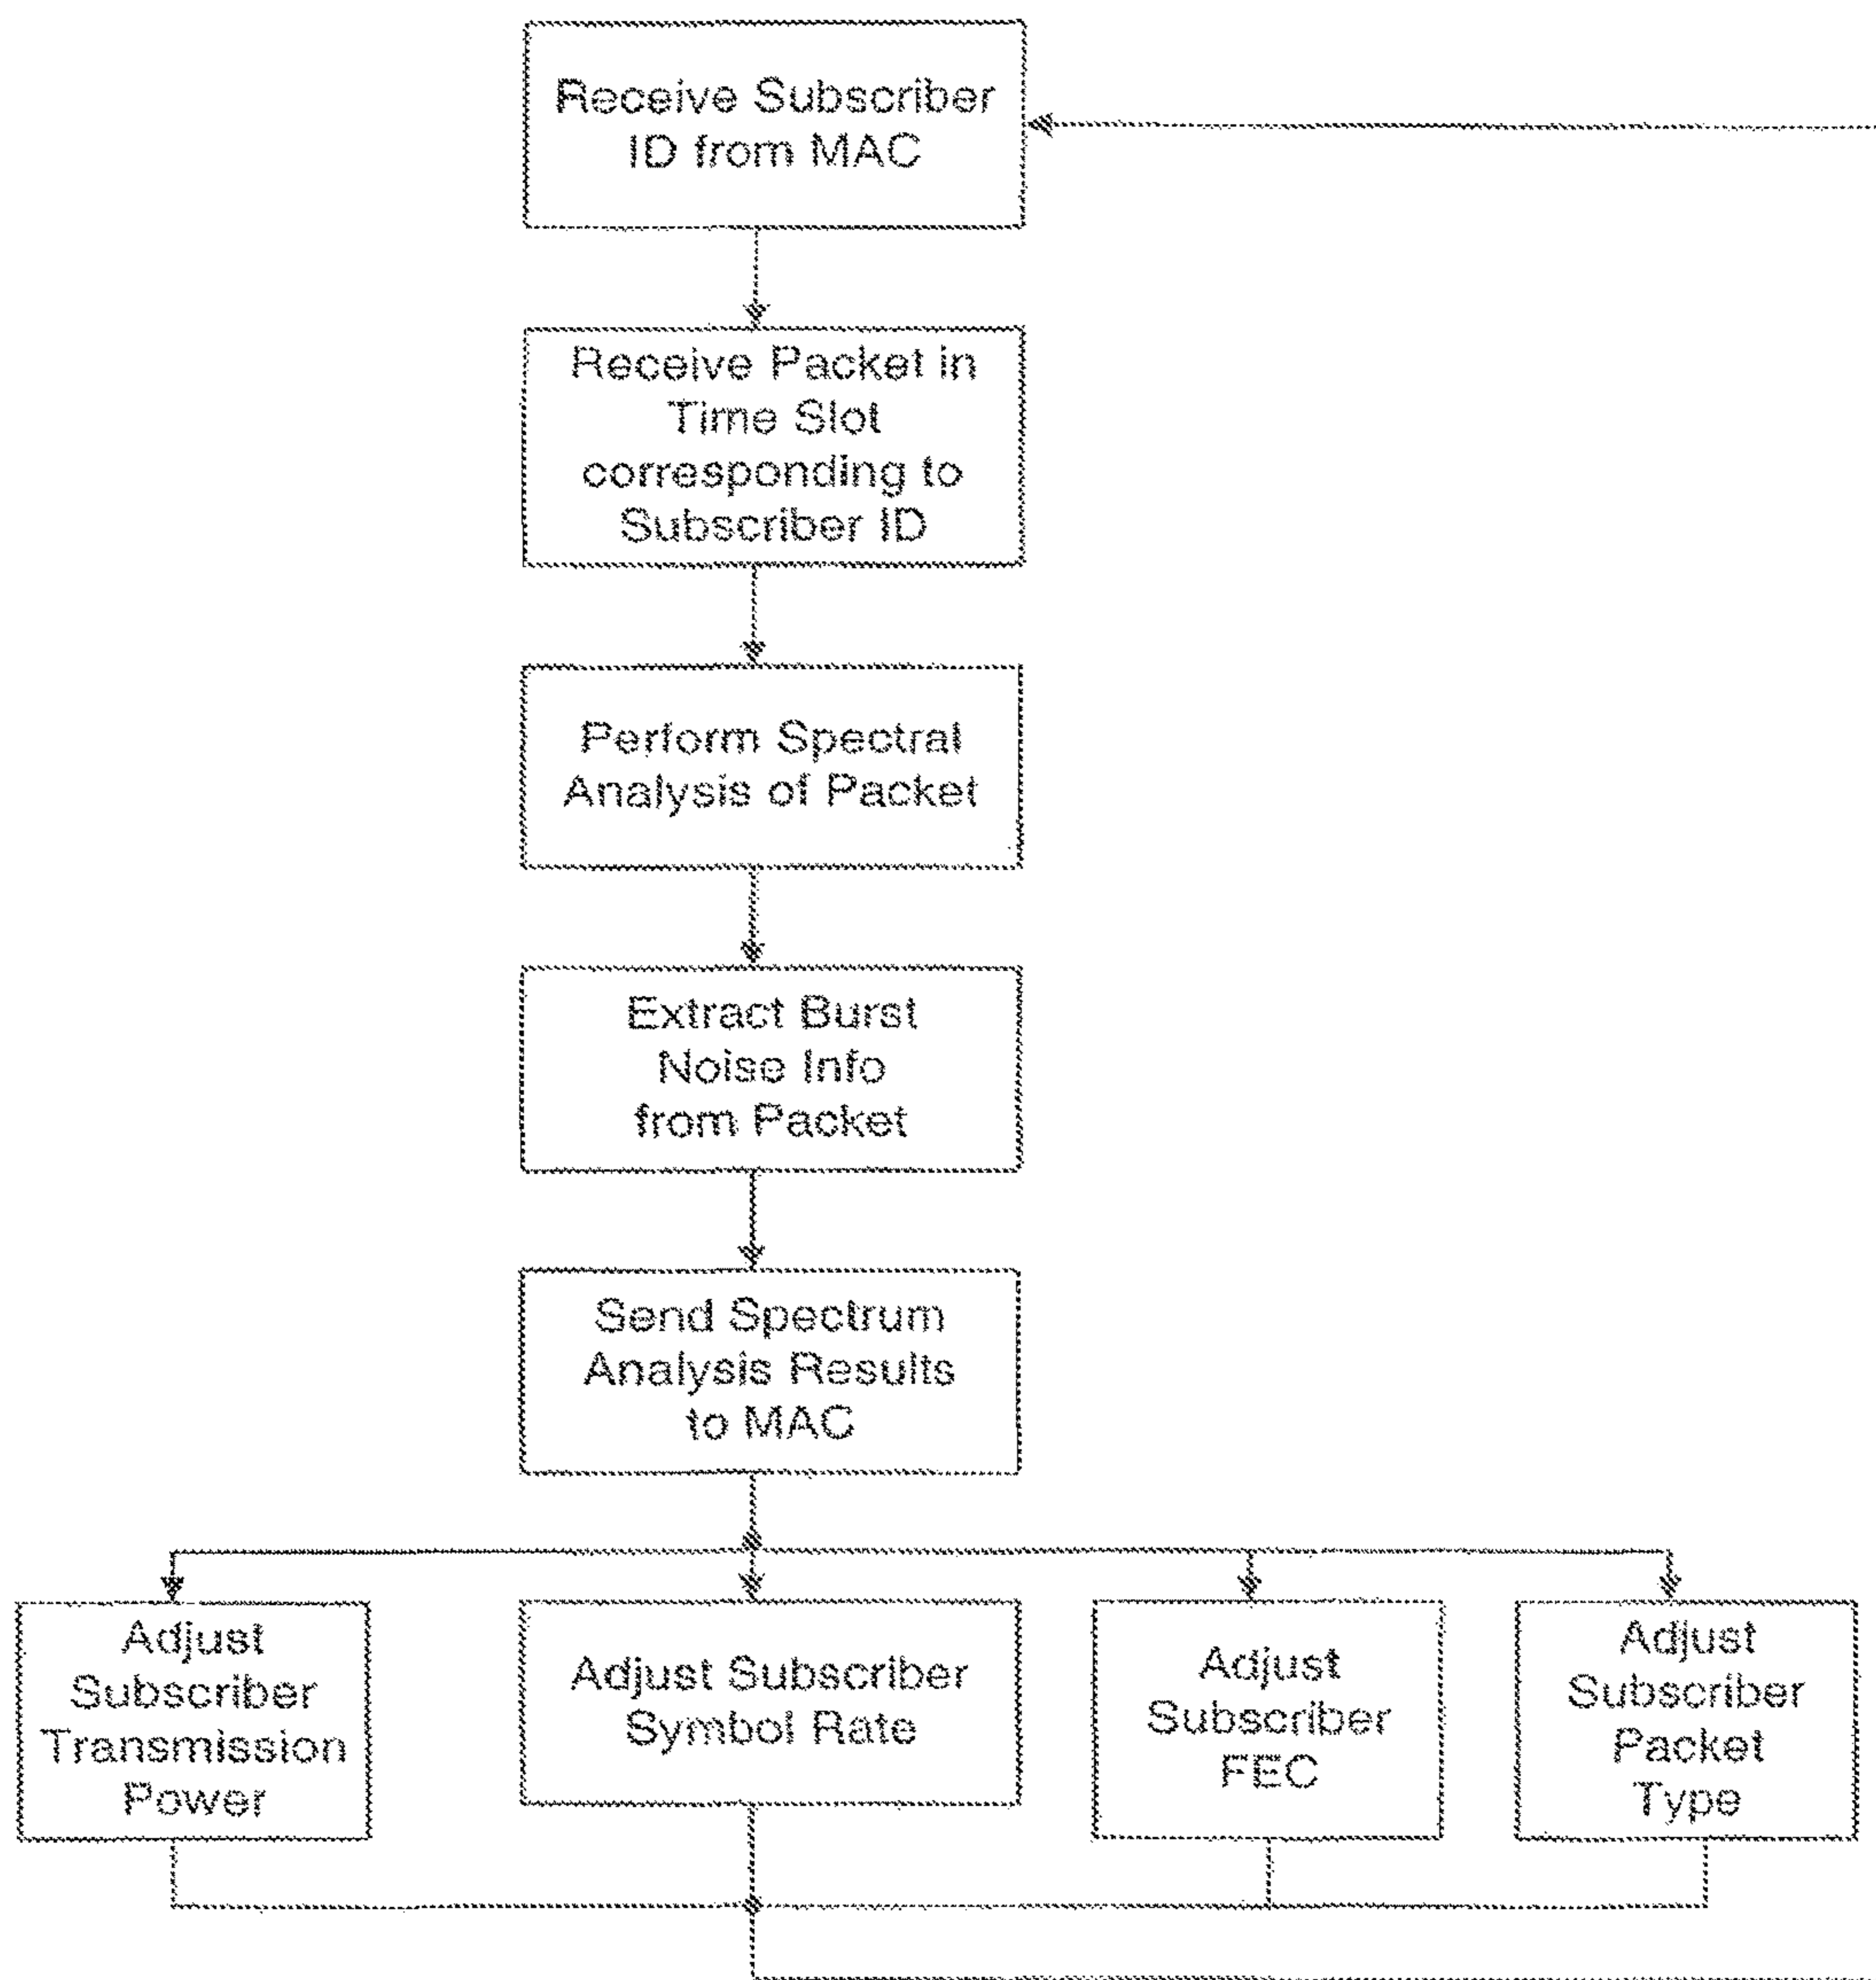 Receive Subscriber
ID from MAC
Receive Packet in
Time Slot
corresponding to
Subscriber ID
Perform Spectral
Analysis of Packet
Extract Burst
Noise Info
from Packet
Send Spectrum
Analysis Results
to MAC
Adjust
Subscriber
Transmission
Power
Adjust Subscriber
Symbol Rate
Adjust
Subscriber
FEC
Adjust
Subscriber
Packet
Type